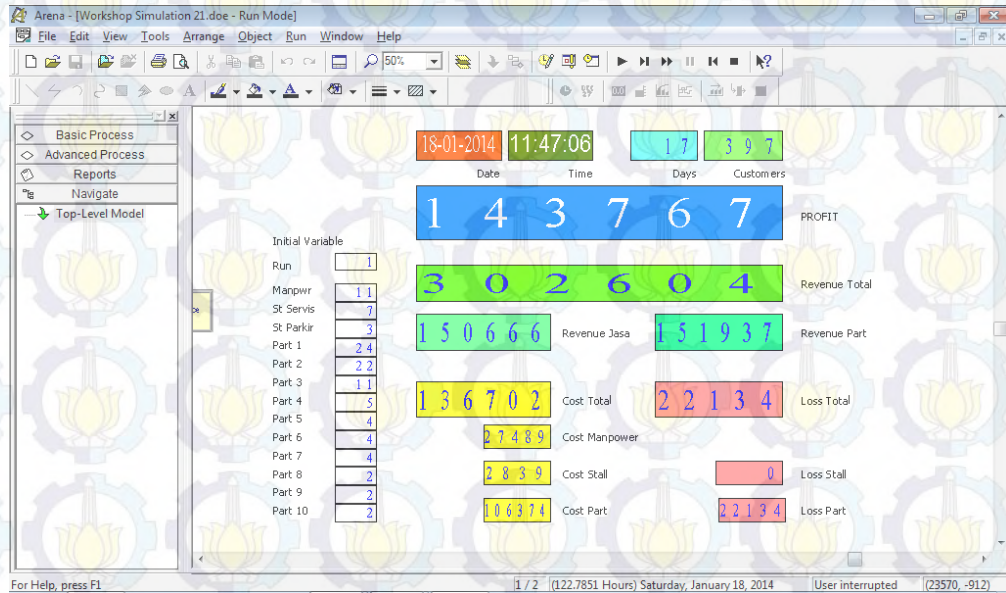 Arena - [Workshop Simulation 21.doe - Run Mode]
File Edit View Tools Arrange Object Run Window Help
50%
Basic Process
Advanced Process
Reports
Navigate
Top-Level Model
18-01-2014 11:47:06 17 397
Date Time Days Customers
143767 PROFIT
Initial Variable
Run 1
302604 Revenue Total
Manpwr 11
St Servis 7
St Parkir 3
150666 Revenue Jasa 151937 Revenue Part
Part 1 24
Part 2 22
Part 3 11
Part 4 5
136702 Cost Total 22134 Loss Total
Part 5 4
Part 6 4
27489 Cost Manpower
Part 7 4
Part 8 2
2839 Cost Stall 0 Loss Stall
Part 9 2
Part 10 2
106374 Cost Part 22134 Loss Part
For Help, press F1 1 / 2 (122.7851 Hours) Saturday, January 18, 2014 User interrupted (23570, -912)